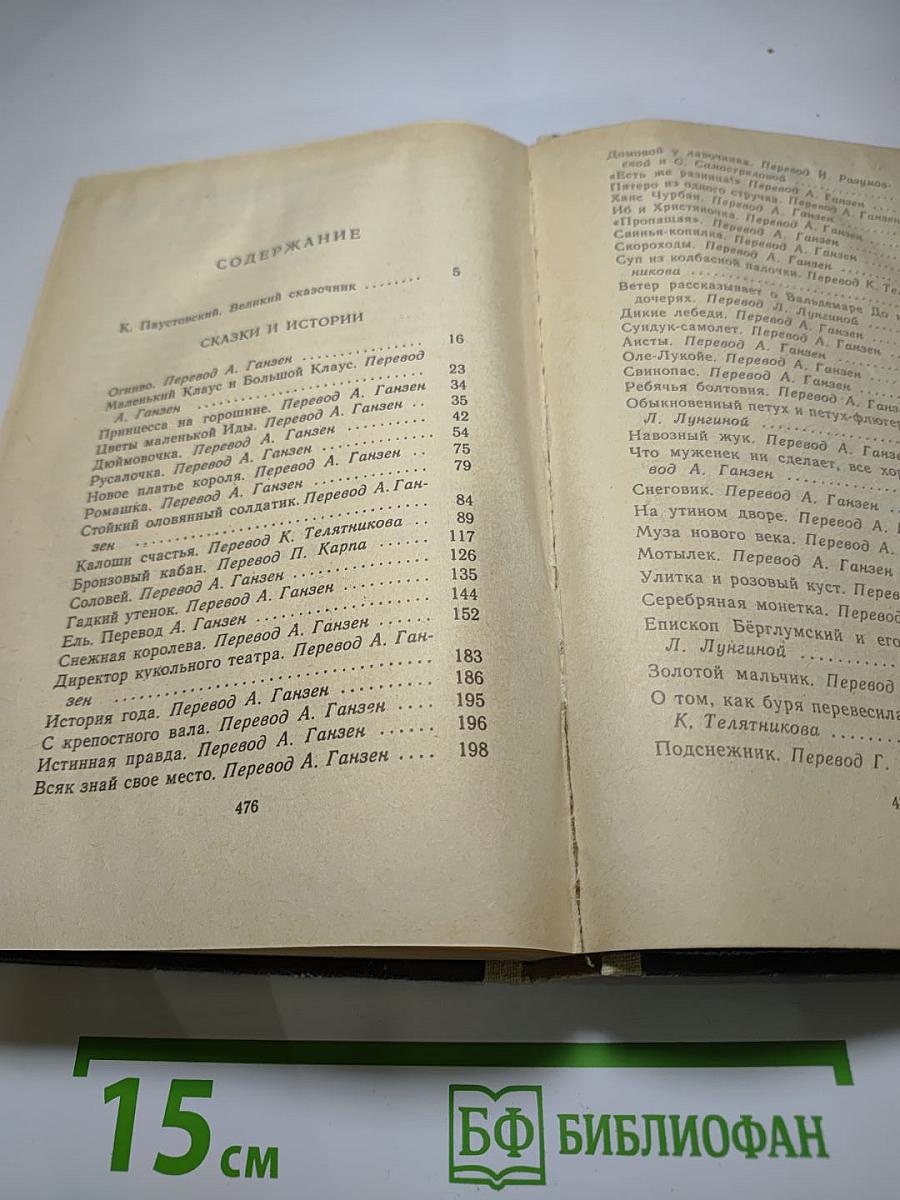 СОДЕРЖАНИЕ
К. Паустовский. Великий сказочник ........ 5
СКАЗКИ И ИСТОРИИ
Огниво. Перевод А. Ганзен .............. 16
Маленький Клаус и Большой Клаус. Перевод
А. Ганзен .......................... 23
Принцесса на горошине. Перевод А. Ганзен 34
Цветы маленькой Иды. Перевод А. Ганзен .. 35
Дюймовочка. Перевод А. Ганзен .......... 42
Русалочка. Перевод А. Ганзен ............ 54
Новое платье короля. Перевод А. Ганзен .. 75
Ромашка. Перевод А. Ганзен ............ 79
Стойкий оловянный солдатик. Перевод А. Ган-
зен .............................. 84
Калоши счастья. Перевод К. Телятникова .. 89
Бронзовый кабан. Перевод П. Карпа ...... 117
Соловей. Перевод А. Ганзен .............. 126
Гадкий утенок. Перевод А. Ганзен ........ 135
Ель. Перевод А. Ганзен .................. 144
Снежная королева. Перевод А. Ганзен ...... 152
Директор кукольного театра. Перевод А. Ган-
зен .............................. 183
История года. Перевод А. Ганзен .......... 186
С крепостного вала. Перевод А. Ганзен .... 195
Истинная правда. Перевод А. Ганзен ...... 196
Всяк знай свое место. Перевод А. Ганзен .... 198
476
Домовой у лавочника. Перевод И. Разумов-
ской и С. Самостреловой ..........
«Есть же разница!» Перевод А. Ганзен ....
Пятеро из одного стручка. Перевод А. Ганзен
Ханс Чурбан. Перевод А. Ганзен ....
Иб и Христиночка. Перевод А. Ганзен ....
«Пропащая». Перевод А. Ганзен ....
Свинья-копилка. Перевод А. Ганзен ....
Скороходы. Перевод А. Ганзен ....
Суп из колбасной палочки. Перевод К. Тел
никова ....................
Ветер рассказывает о Вальдемаре До и
дочерях. Перевод Л. Лунгиной ....
Дикие лебеди. Перевод А. Ганзен ....
Сундук-самолет. Перевод А. Ганзен ....
Аисты. Перевод А. Ганзен ....
Оле-Лукойе. Перевод А. Ганзен ....
Свинопас. Перевод А. Ганзен ....
Ребячья болтовня. Перевод А. Ганзе
Обыкновенный петух и петух-флюгер
Л. Лунгиной ..............
Навозный жук. Перевод А. Ганзе
Что муженек ни сделает, все хор
вод А. Ганзен ............
Снеговик. Перевод А. Ганзен ..
На утином дворе. Перевод А.
Муза нового века. Перевод А.
Мотылек. Перевод А. Ганзен
Улитка и розовый куст. Перев
Серебряная монетка. Перевод
Епископ Бёрглумский и его
Л. Лунгиной ..........
Золотой мальчик. Перевод
О том, как буря перевесила
К. Телятникова ........
Подснежник. Перевод Г.
15 см
БФ БИБЛИОФАН